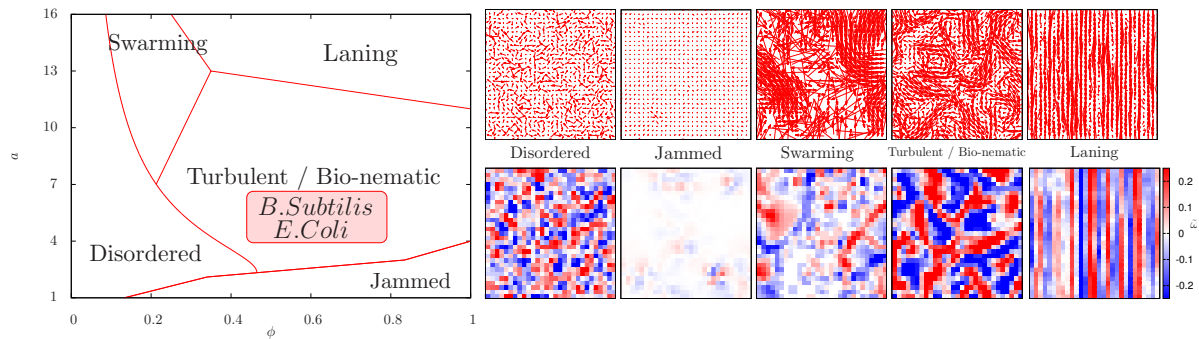 16
13
10
7
4
1
a
Swarming
Laning
Turbulent / Bio-nematic
B.Subtilis
E.Coli
Disordered
Jammed
0
0.2
0.4
0.6
0.8
1
ϕ
Disordered
Jammed
Swarming
Turbulent / Bio-nematic
Laning
0.2
0.1
0
-0.1
-0.2